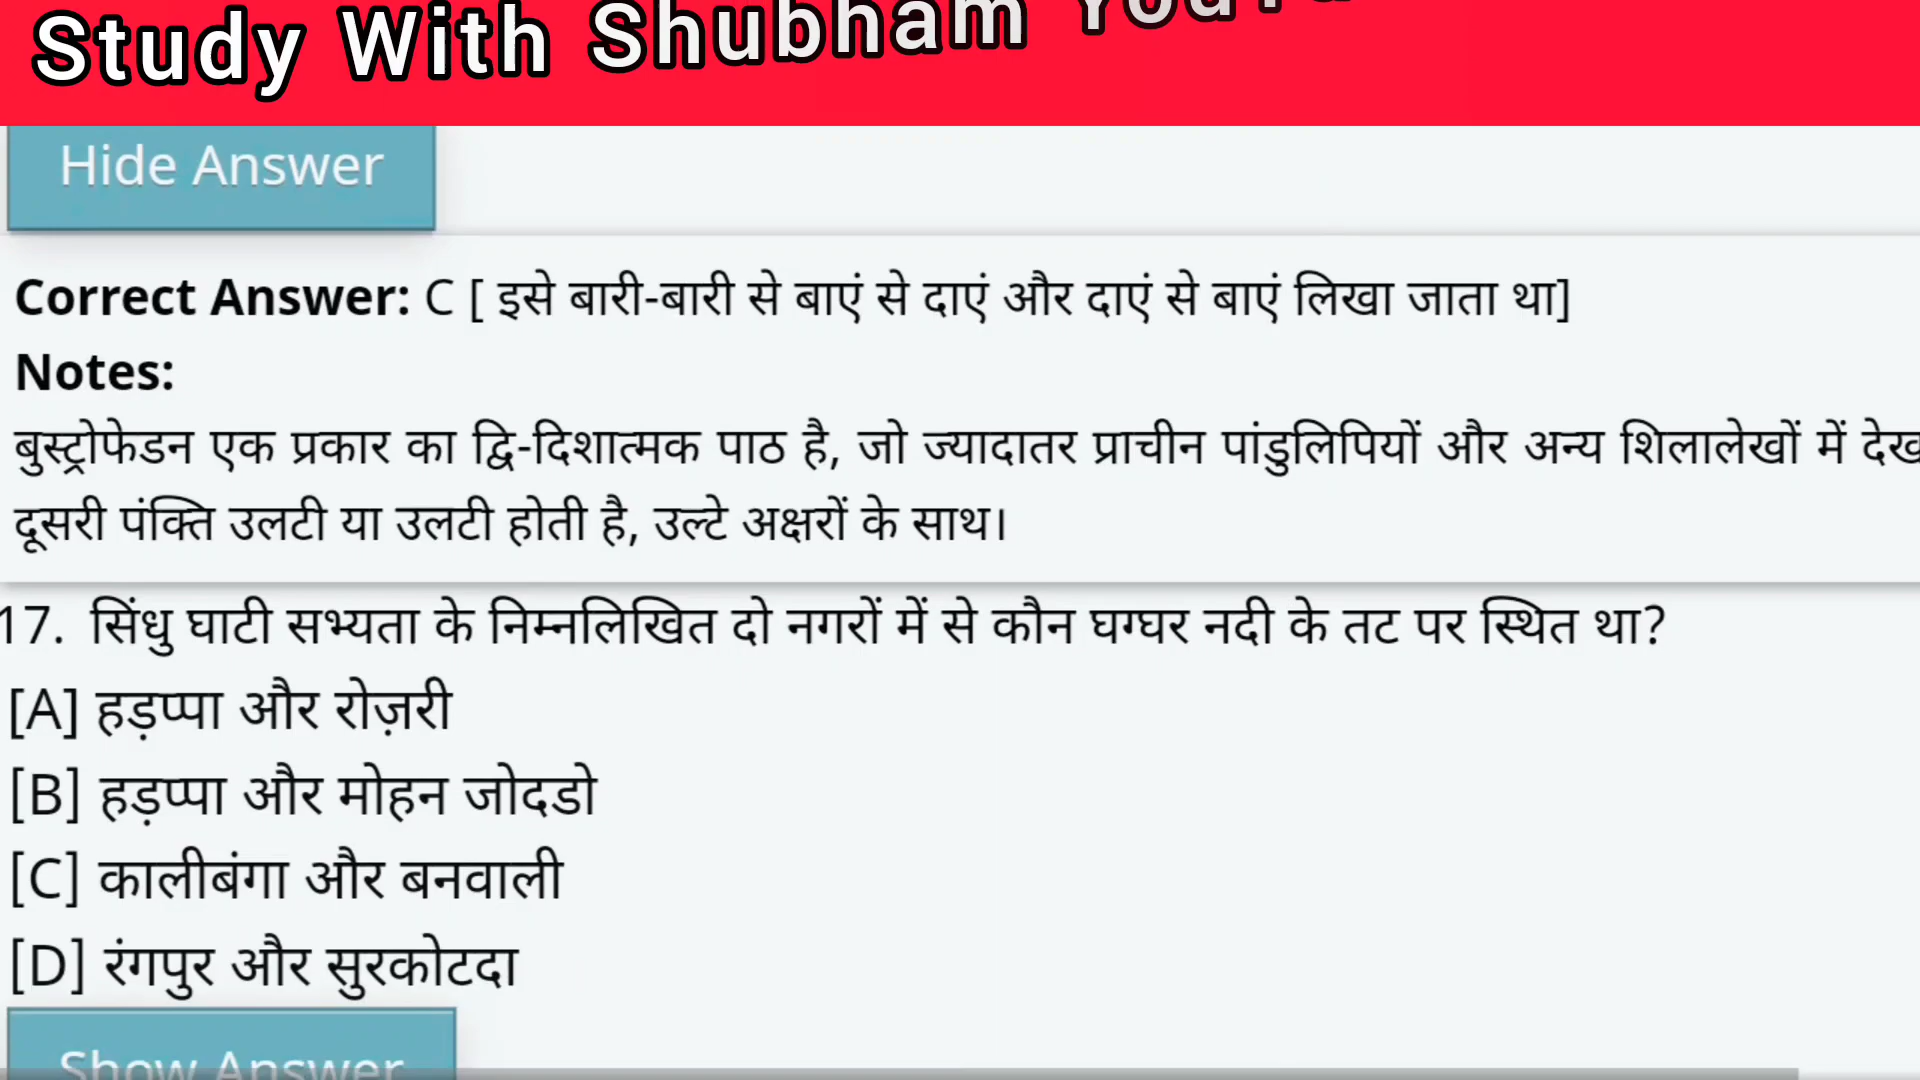 Study With Shubham
Hide Answer
Correct Answer: C [ इसे बारी-बारी से बाएं से दाएं और दाएं से बाएं लिखा जाता था]
Notes:
बुस्ट्रोफेडन एक प्रकार का द्वि-दिशात्मक पाठ है, जो ज्यादातर प्राचीन पांडुलिपियों और अन्य शिलालेखों में
दूसरी पंक्ति उलटी या उलटी होती है, उल्टे अक्षरों के साथ।
17. सिंधु घाटी सभ्यता के निम्नलिखित दो नगरों में से कौन घग्घर नदी के तट पर स्थित था?
[A] हड़प्पा और रोज़री
[B] हड़प्पा और मोहन जोदडो
[C] कालीबंगा और बनवाली
[D] रंगपुर और सुरकोटदा
Show Answer